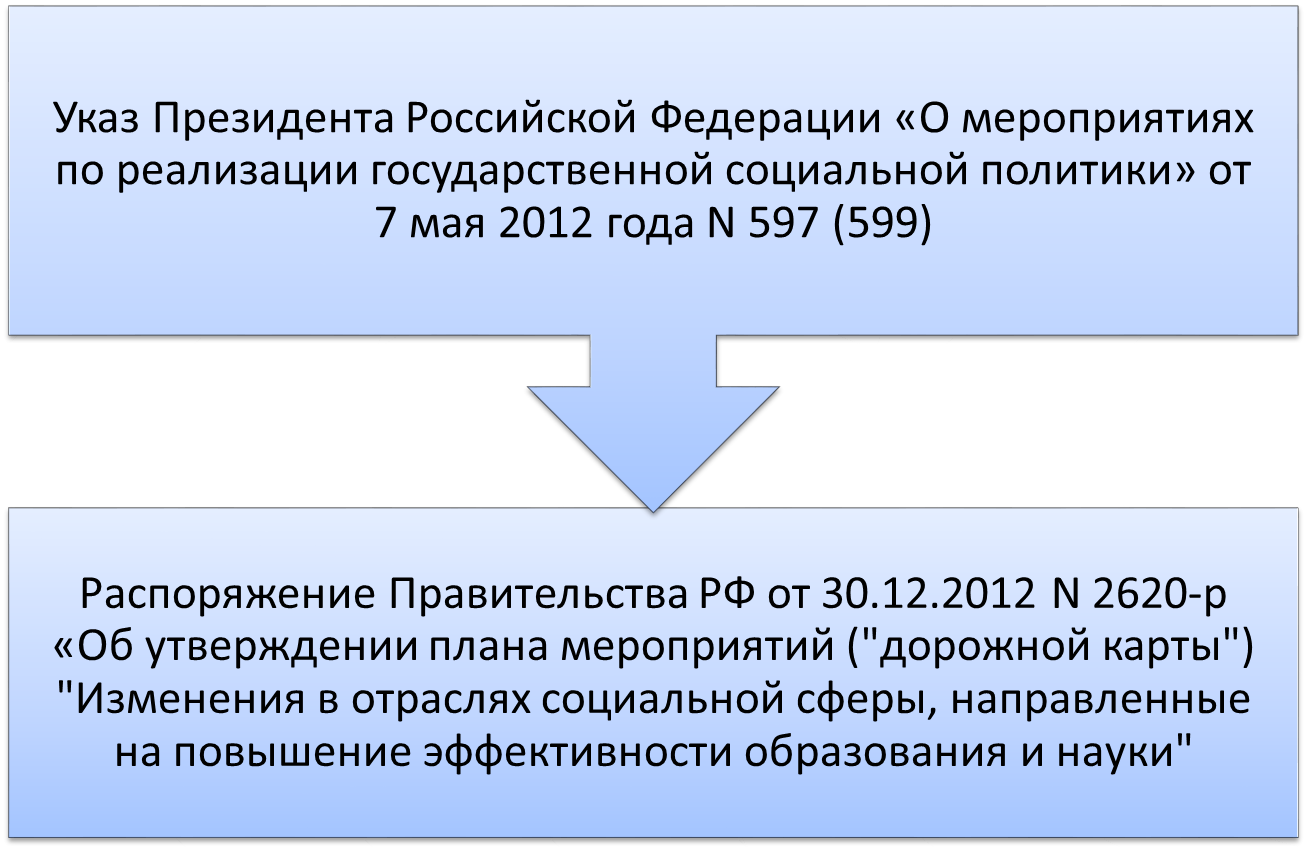 Указ Президента Российской Федерации «О мероприятиях
по реализации государственной социальной политики» от
7 мая 2012 года N 597 (599)
Распоряжение Правительства РФ от 30.12.2012 N 2620-р
«Об утверждении плана мероприятий ("дорожной карты")
"Изменения в отраслях социальной сферы, направленные
на повышение эффективности образования и науки"